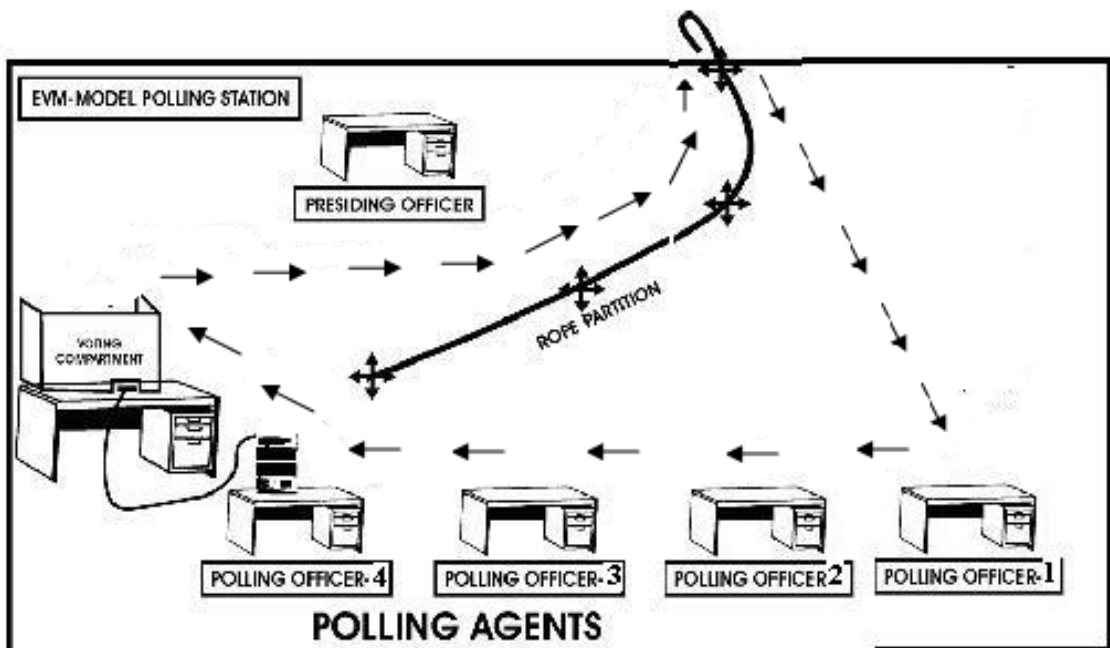 EVM-MODEL POLLING STATION
PRESIDING OFFICER
ROPE PARTITION
VOTING
COMPARTMENT
POLLING OFFICER-4
POLLING OFFICER-3
POLLING OFFICER2
POLLING OFFICER-1
POLLING AGENTS